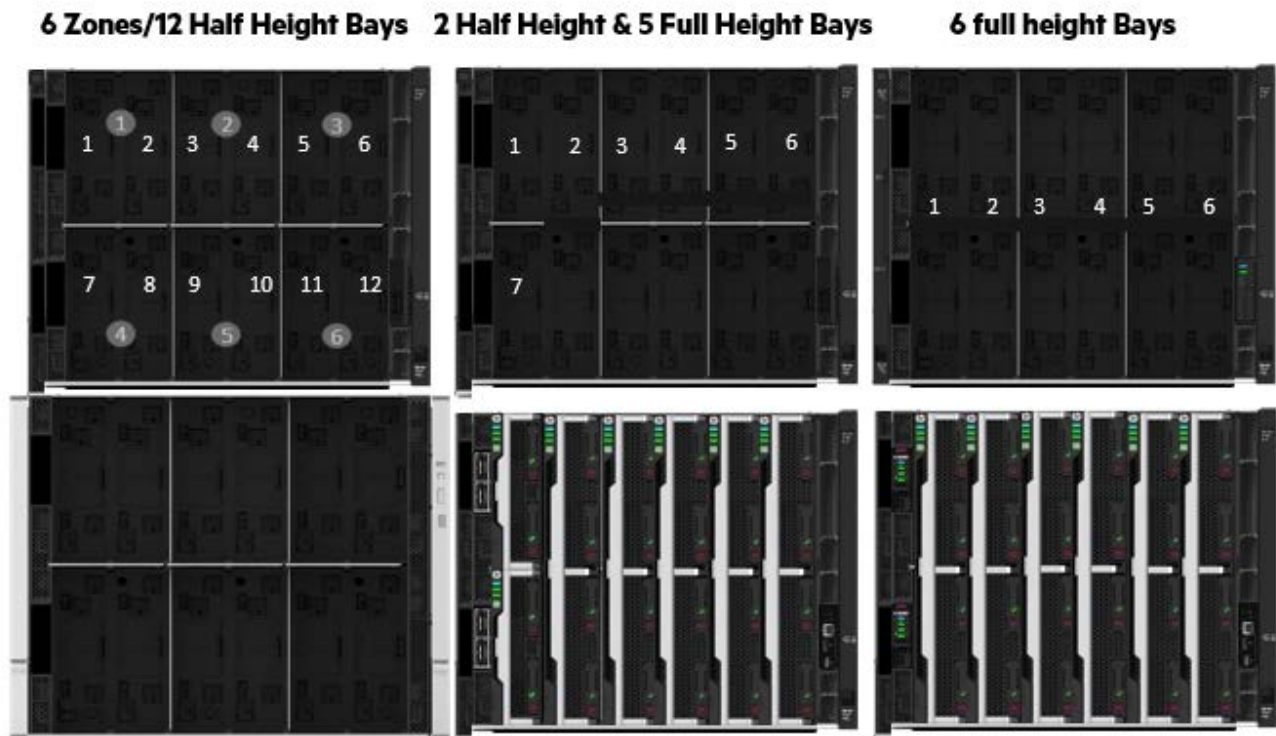 6 Zones/12 Half Height Bays
1 2 3
1 2 3 4 5 6
7 8 9 10 11 12
4 5 6
2 Half Height & 5 Full Height Bays
1 2 3 4 5 6
7
6 full height Bays
1 2 3 4 5 6